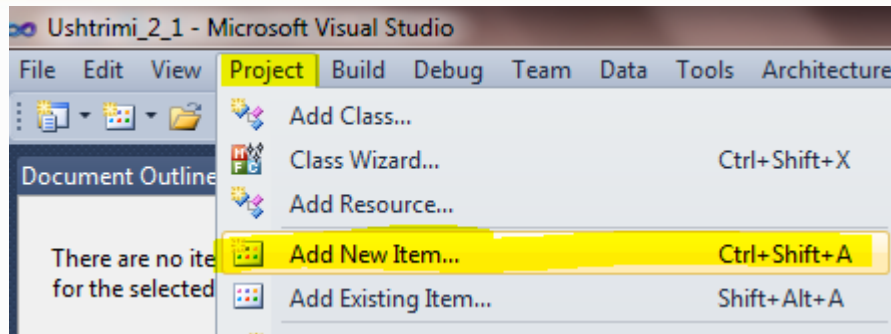 Ushtrimi_2_1 - Microsoft Visual Studio
File Edit View Project Build Debug Team Data Tools Architecture
Add Class...
Class Wizard... Ctrl+Shift+X
Document Outline
Add Resource...
There are no ite
Add New Item... Ctrl+Shift+A
for the selected
Add Existing Item... Shift+Alt+A